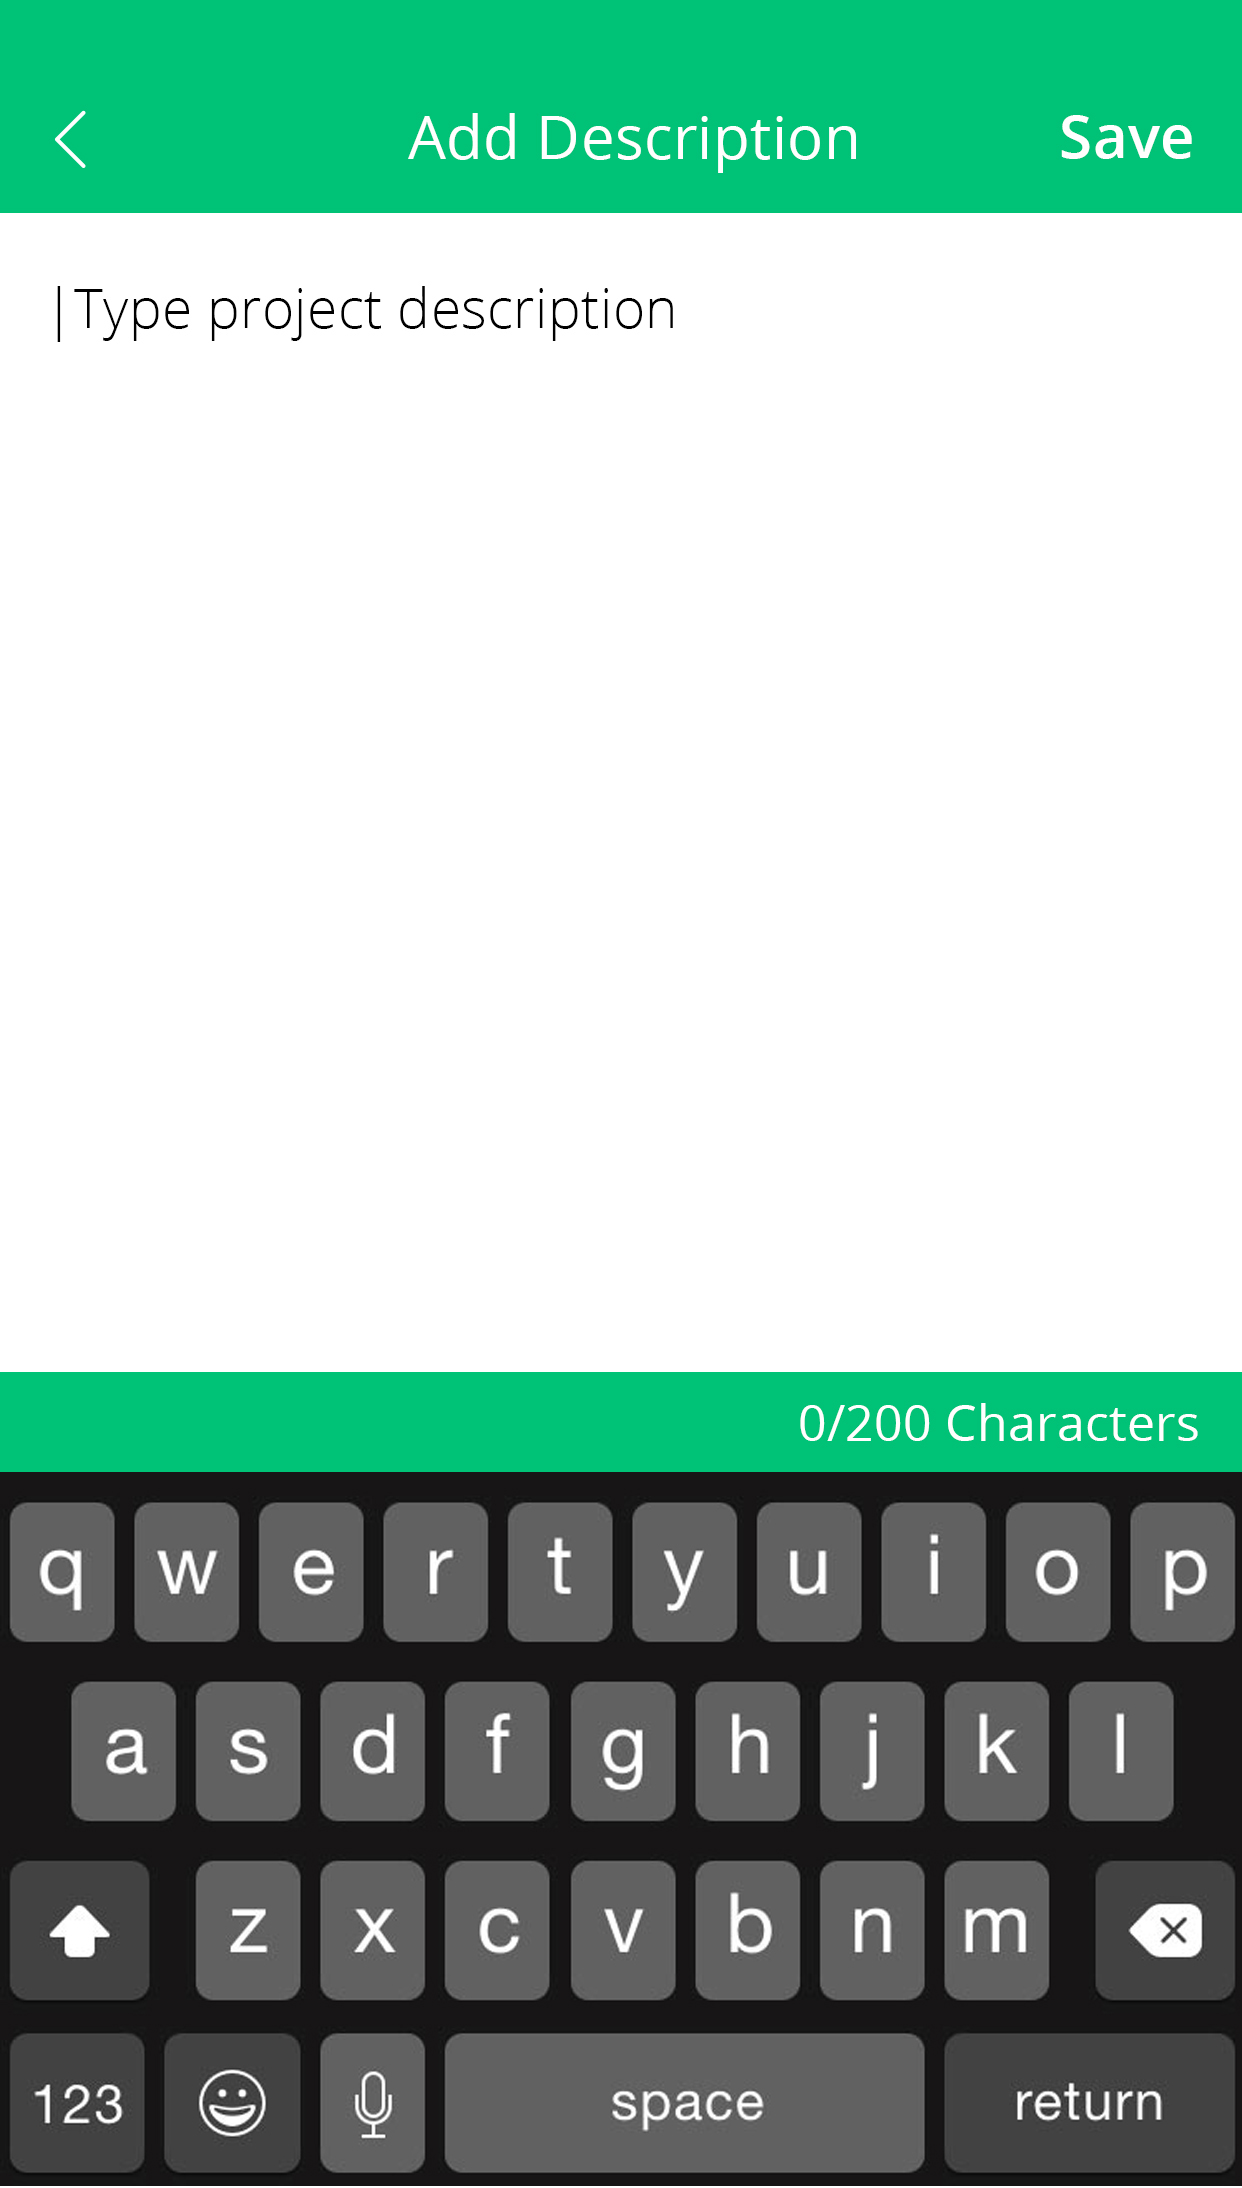 Add Description Save
Type project description
0/200 Characters
q w e r t y u i o p
a s d f g h j k l
z x c v b n m
123 space return